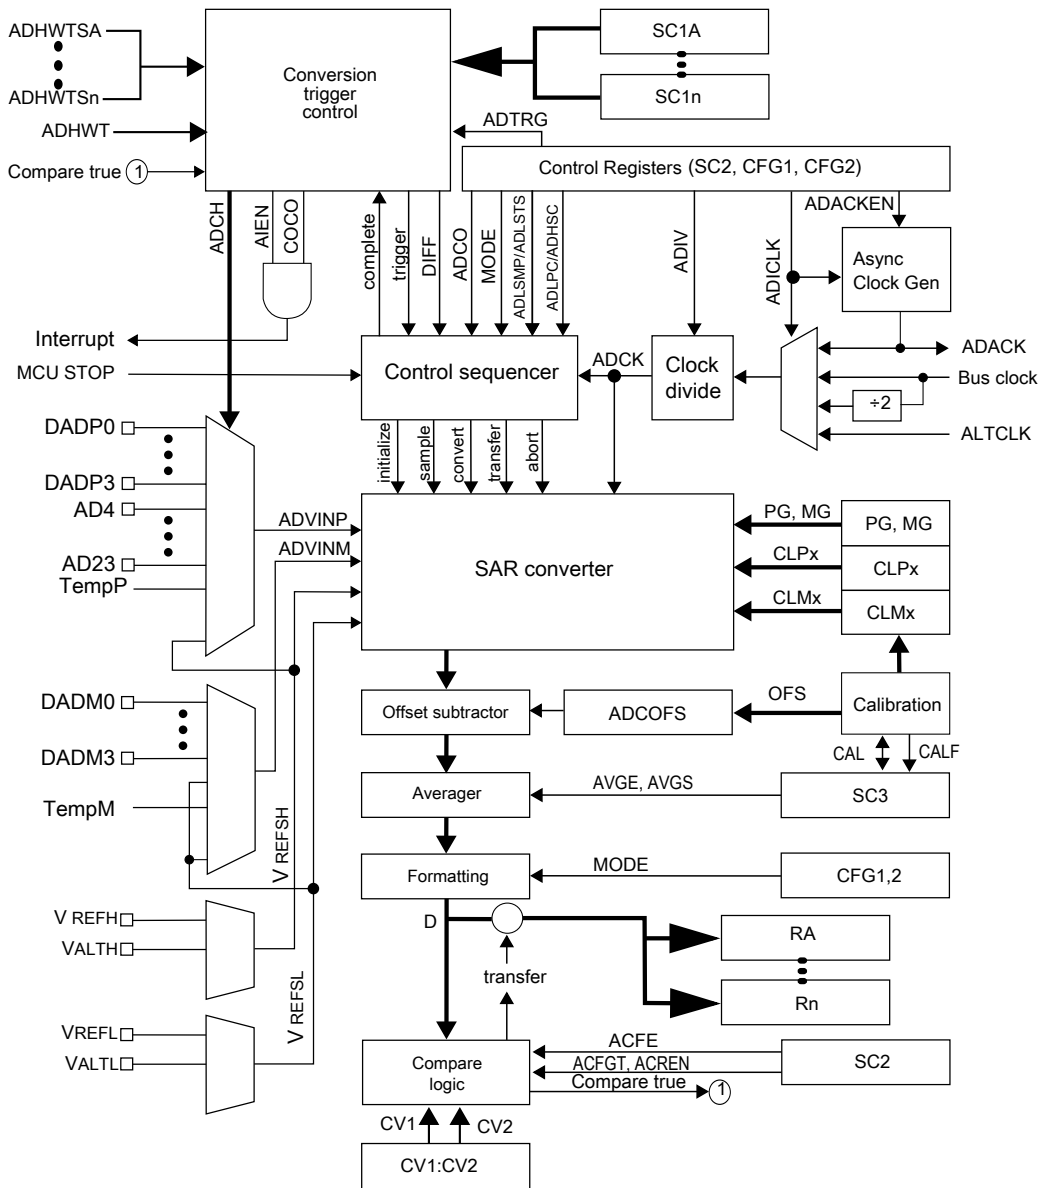 ADHWTSA
ADHWTSn
ADHWT
Compare true 1
Conversion
trigger
control
SC1A
SC1n
ADTRG
Control Registers (SC2, CFG1, CFG2)
ADCH
AIEN
COCO
complete
trigger
DIFF
ADCO
MODE
ADLSMP/ADLSTS
ADLPC/ADHSC
ADIV
ADICLK
ADACKEN
Async
Clock Gen
Interrupt
MCU STOP
Control sequencer
ADCK
Clock
divide
ADACK
Bus clock
÷2
ALTCLK
initialize
sample
convert
transfer
abort
DADP0
DADP3
AD4
AD23
TempP
ADVINP
ADVINM
SAR converter
PG, MG
PG, MG
CLPx
CLPx
CLMx
CLMx
DADM0
DADM3
TempM
Offset subtractor
ADCOFS
OFS
Calibration
CAL
CALF
Averager
AVGE, AVGS
SC3
Formatting
MODE
CFG1,2
V REFSH
V REFH
VALTH
D
transfer
RA
Rn
V REFSL
VREFL
VALTL
Compare
logic
ACFE
ACFGT, ACREN
Compare true
1
SC2
CV1
CV2
CV1:CV2